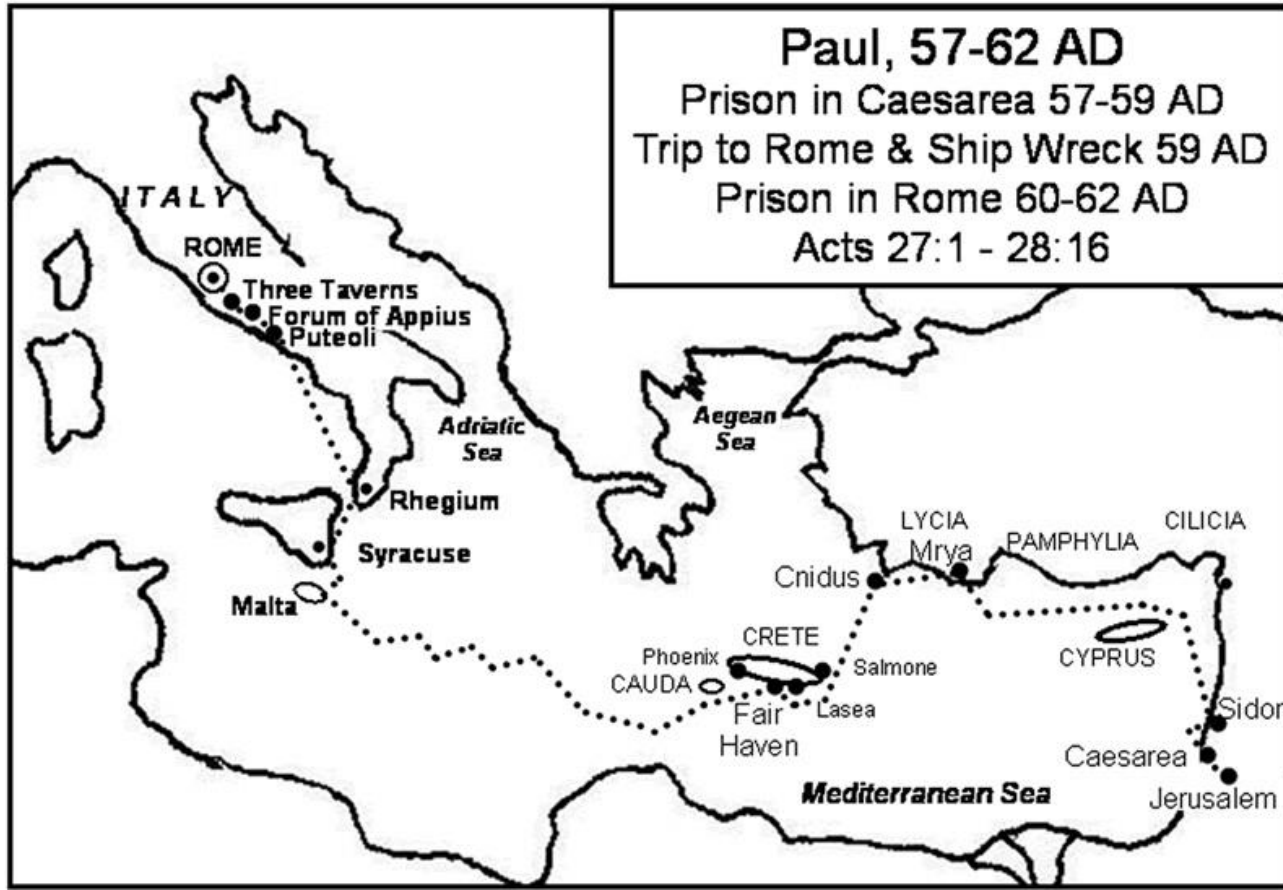 Paul, 57-62 AD
Prison in Caesarea 57-59 AD
Trip to Rome & Ship Wreck 59 AD
Prison in Rome 60-62 AD
Acts 27:1 - 28:16
ITALY
ROME
Three Taverns
Forum of Appius
Puteoli
Adriatic
Sea
Aegean
Sea
Rhegium
Syracuse
Malta
LYCIA
Mrya
PAMPHYLIA
CILICIA
Cnidus
CRETE
Phoenix
CAUDA
Salmone
Lasea
Fair
Haven
CYPRUS
Sidon
Caesarea
Jerusalem
Mediterranean Sea